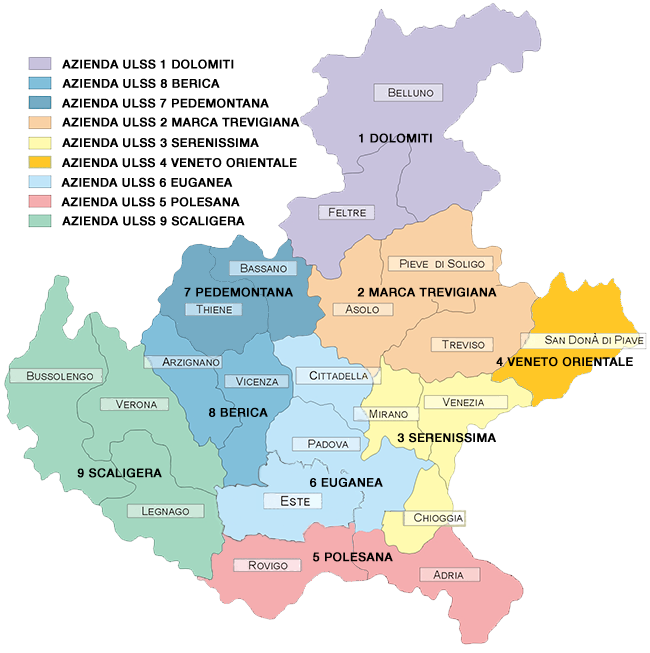 AZIENDA ULSS 1 DOLOMITI
AZIENDA ULSS 8 BERICA
AZIENDA ULSS 7 PEDEMONTANA
AZIENDA ULSS 2 MARCA TREVIGIANA
AZIENDA ULSS 3 SERENISSIMA
AZIENDA ULSS 4 VENETO ORIENTALE
AZIENDA ULSS 6 EUGANEA
AZIENDA ULSS 5 POLESANA
AZIENDA ULSS 9 SCALIGERA
BELLUNO
1 DOLOMITI
FELTRE
BASSANO
PIEVE DI SOLIGO
7 PEDEMONTANA
2 MARCA TREVIGIANA
THIENE
ASOLO
TREVISO
SAN DONÀ DI PIAVE
4 VENETO ORIENTALE
ARZIGNANO
BUSSOLENGO
VICENZA
CITTADELLA
VERONA
VENEZIA
8 BERICA
MIRANO
3 SERENISSIMA
PADOVA
9 SCALIGERA
6 EUGANEA
ESTE
LEGNAGO
CHIOGGIA
5 POLESANA
ROVIGO
ADRIA